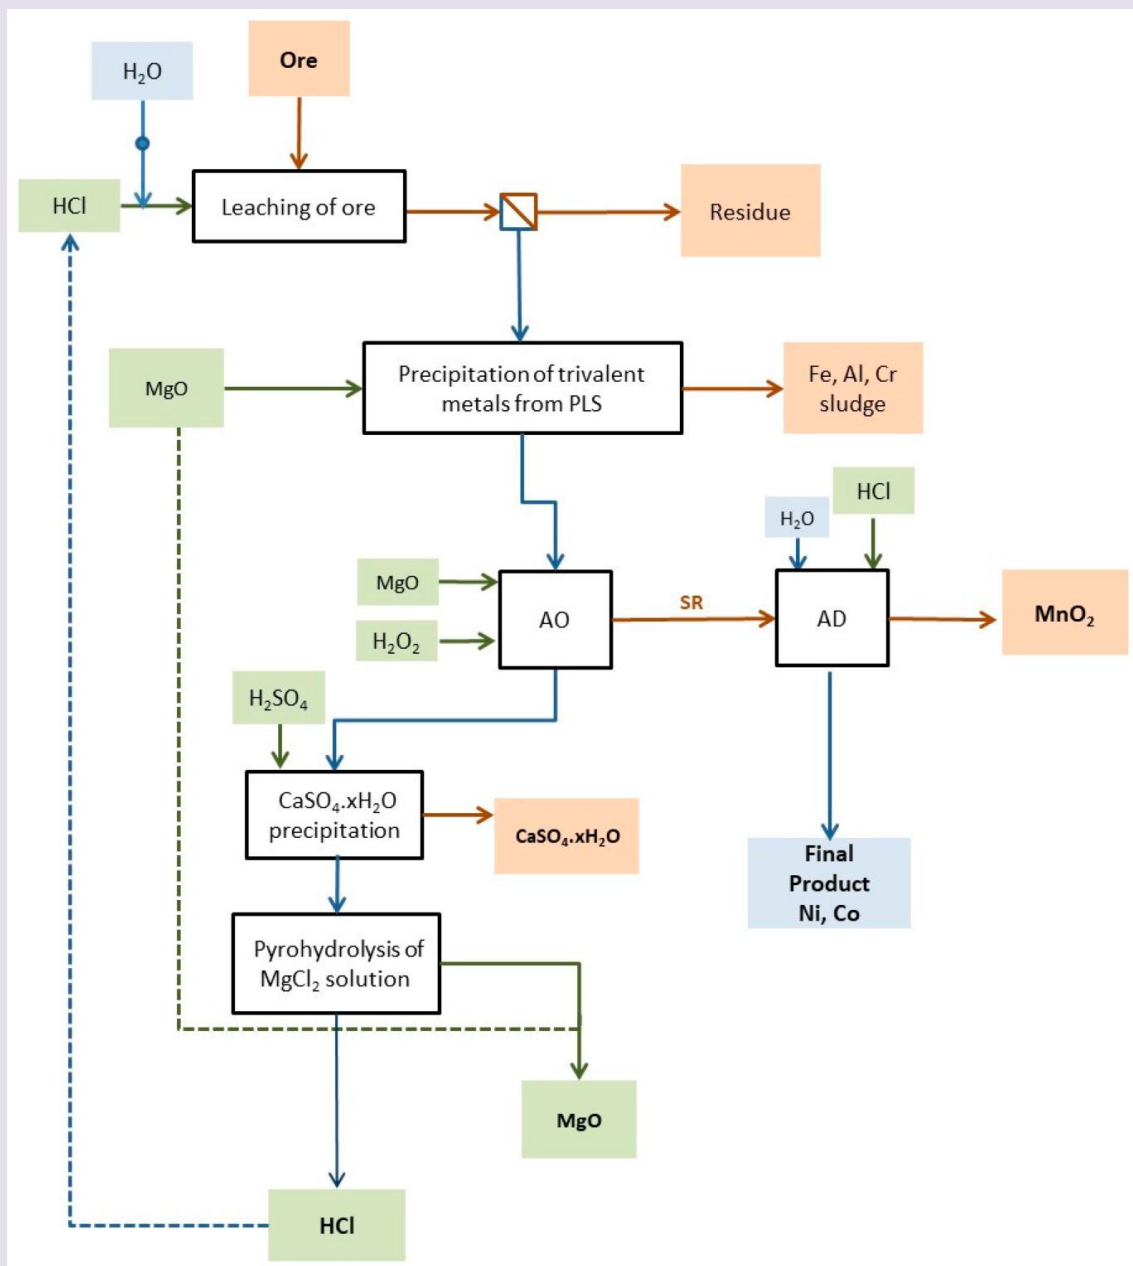 H₂O
Ore
HCl
Leaching of ore
Residue
MgO
Precipitation of trivalent
metals from PLS
Fe, Al, Cr
sludge
HCl
H₂O
MgO
H₂O₂
AO
SR
AD
MnO₂
H₂SO₄
CaSO₄.xH₂O
precipitation
CaSO₄.xH₂O
Final
Product
Ni, Co
Pyrohydrolysis of
MgCl₂ solution
MgO
HCl